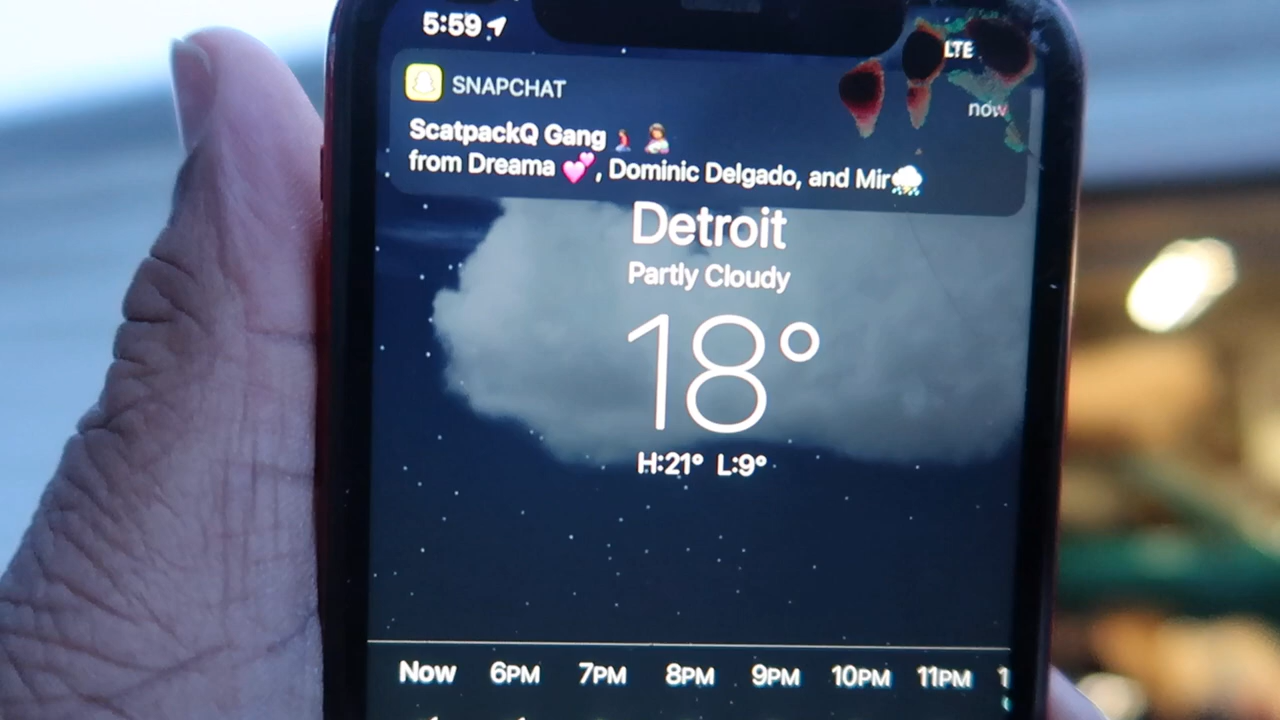 5:59
LTE
SNAPCHAT
now
ScatpackQ Gang
from Dreama 💕, Dominic Delgado, and Mir🌧
Detroit
Partly Cloudy
18°
H:21° L:9°
Now 6PM 7PM 8PM 9PM 10PM 11PM